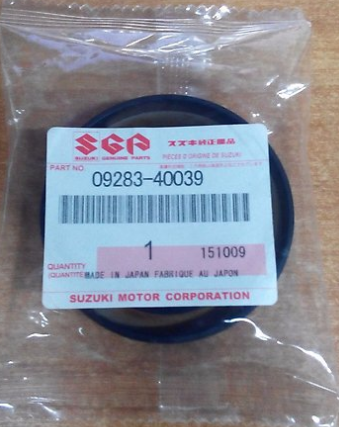 SGP
SUZUKI GENUINE PARTS
スズキ純正部品
PIÈCES D'ORIGINE DE SUZUKI
PART NO.
09283-40039
1
151009
QUANTITY
(QUANTITE)
MADE IN JAPAN FABRIQUE AU JAPON
SUZUKI MOTOR CORPORATION